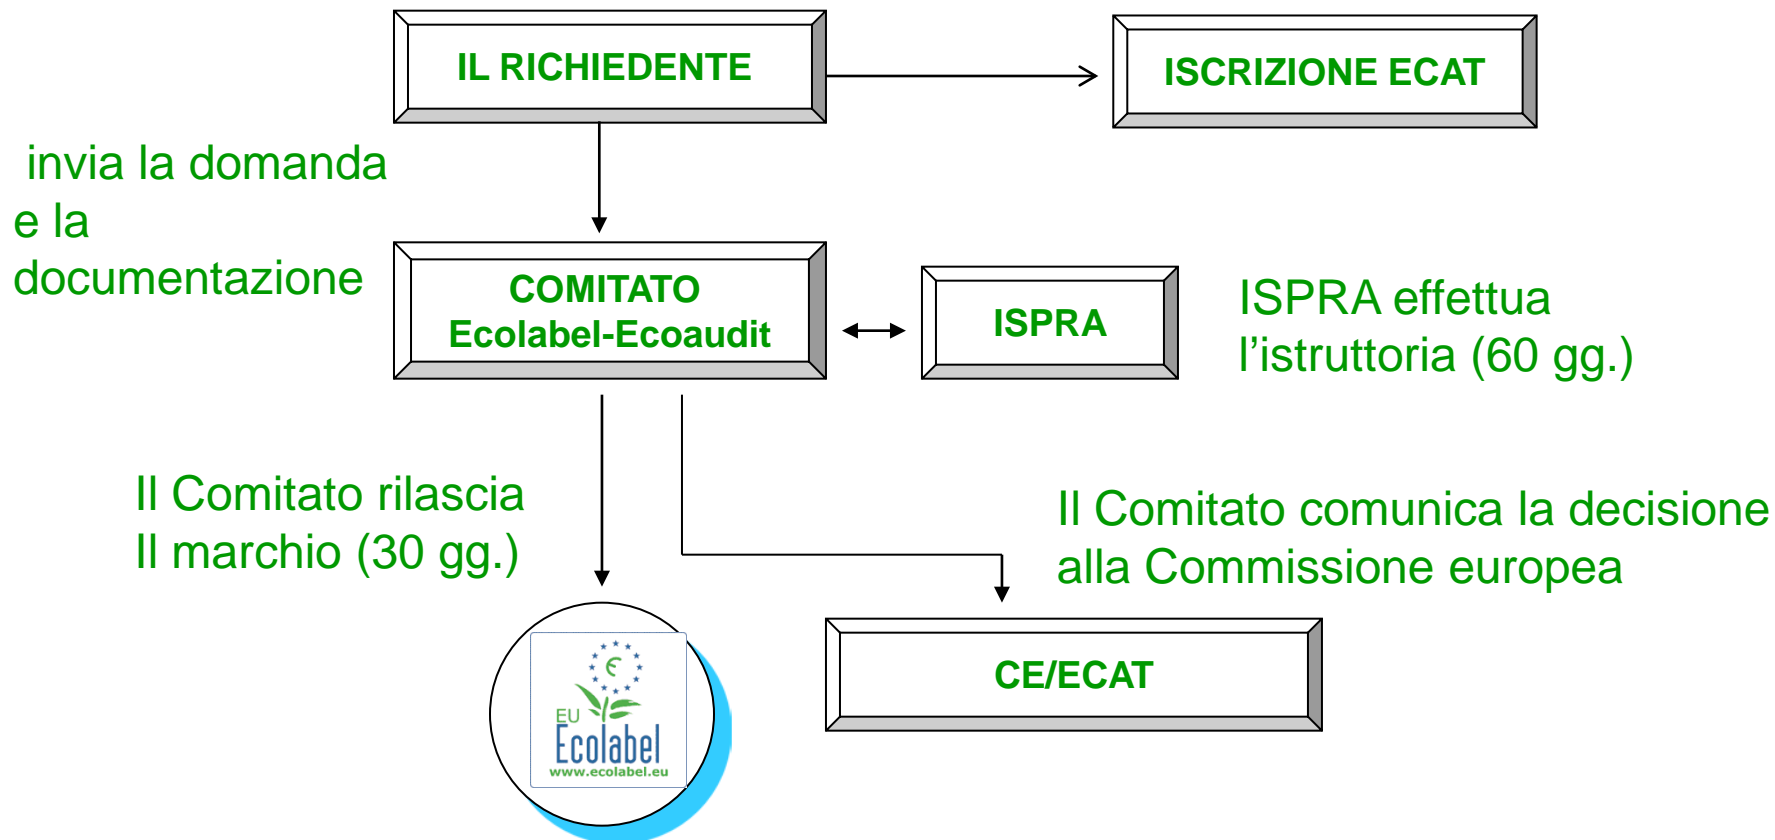 IL RICHIEDENTE
ISCRIZIONE ECAT
invia la domanda
e la
documentazione
COMITATO
Ecolabel-Ecoaudit
ISPRA
ISPRA effettua
l’istruttoria (60 gg.)
Il Comitato rilascia
Il marchio (30 gg.)
Il Comitato comunica la decisione
alla Commissione europea
EU
Ecolabel
www.ecolabel.eu
CE/ECAT